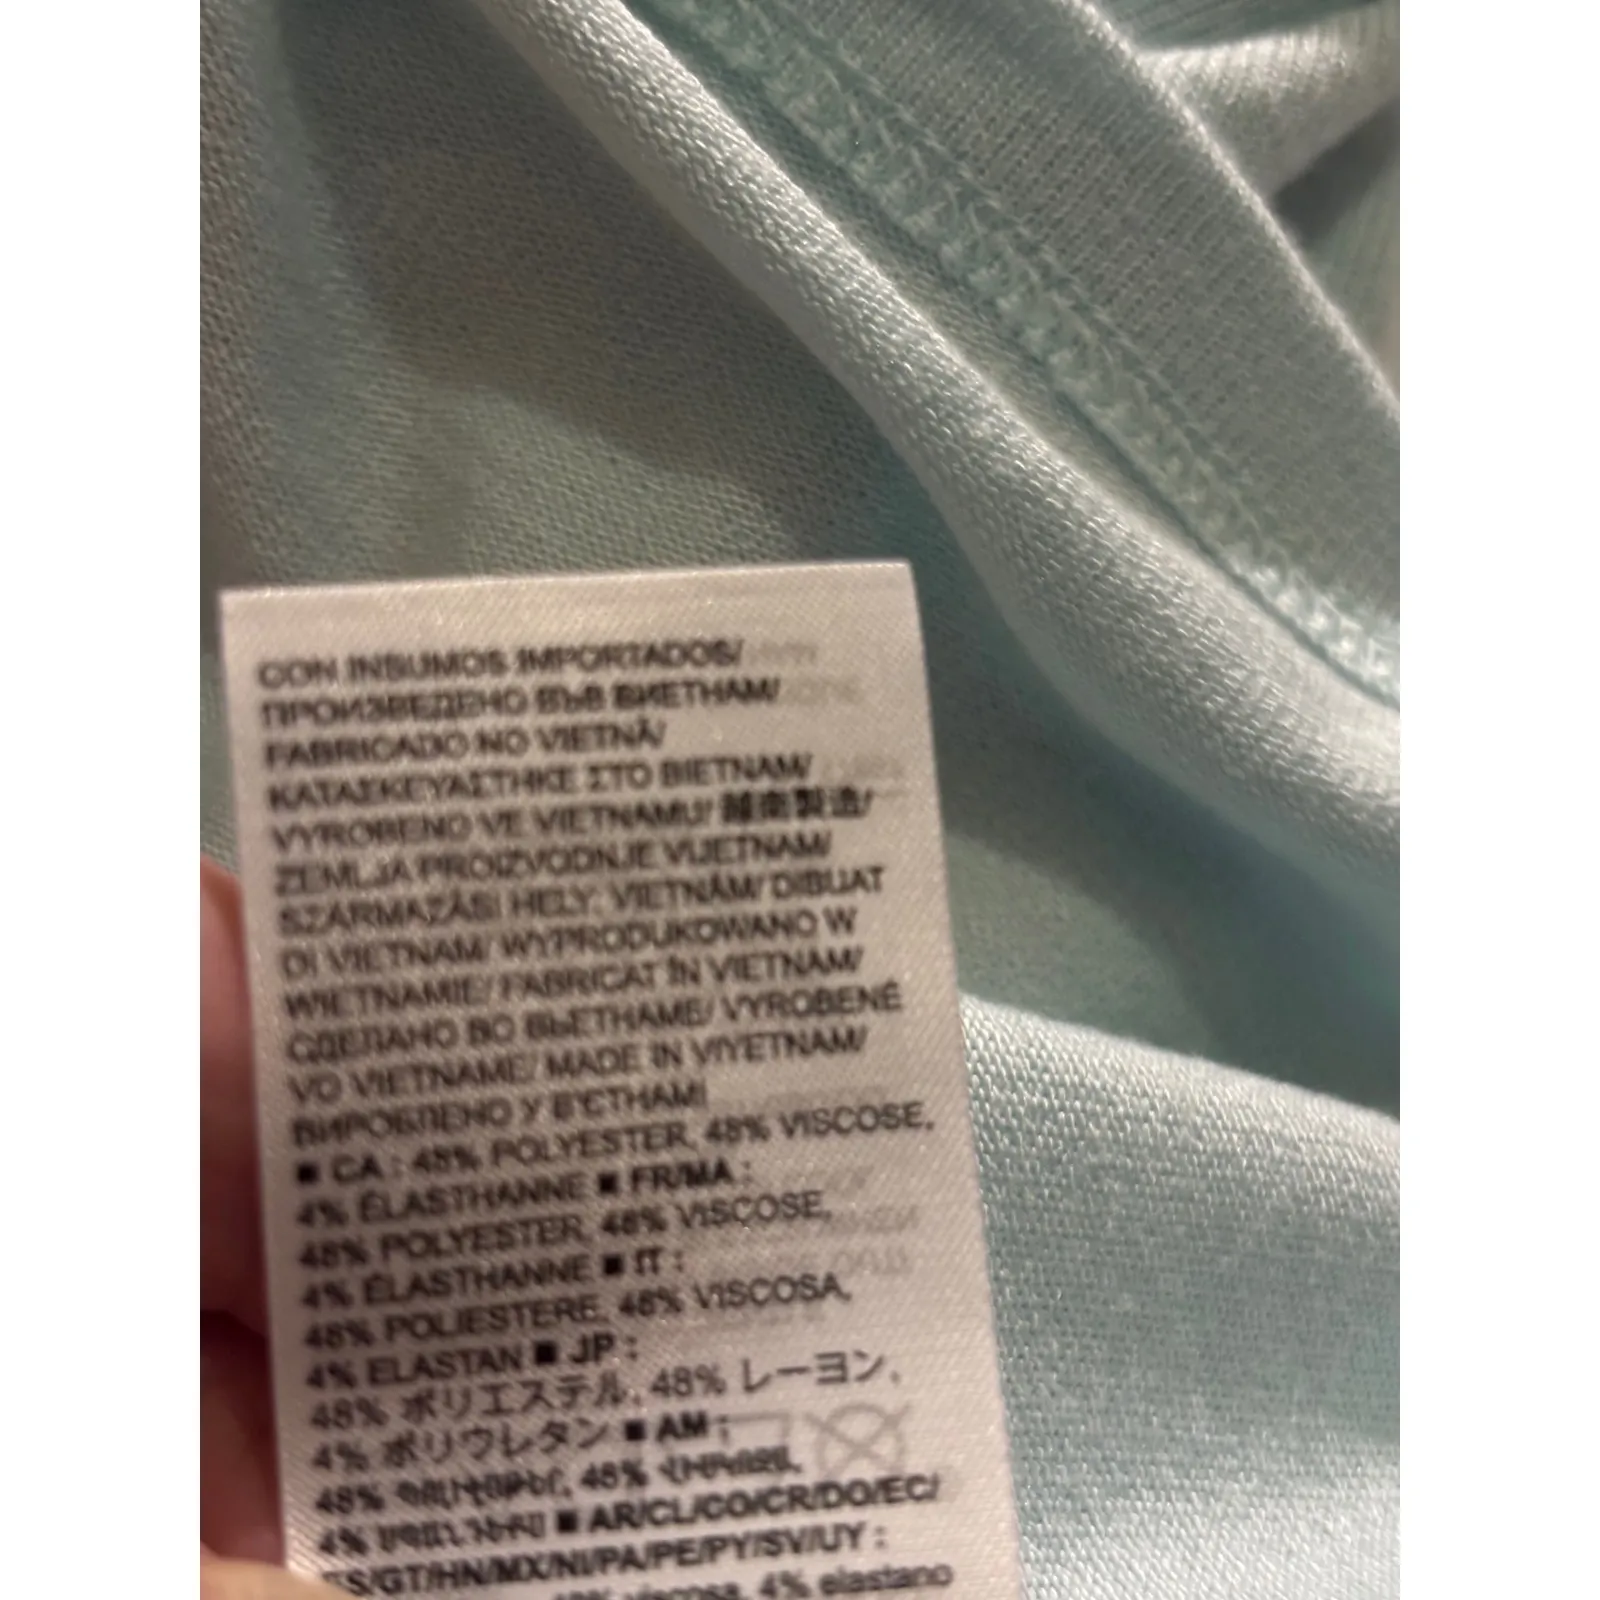 CON INSUMOS IMPORTADOS/
ПРОИЗВЕДЕНО ВЪВ ВИЕТНАМ/
FABRICADO NO VIETNÃ/
ΚΑΤΑΣΚΕΥΑΣΤΗΚΕ ΣΤΟ ΒΙΕΤΝΑΜ/
VYROBENO VE VIETNAMU/ 越南製造/
ZEMLJA PROIZVODNJE VIJETNAM/
SZÁRMAZÁSI HELY: VIETNÁM/ DIBUAT
DI VIETNAM/ WYPRODUKOWANO W
WIETNAMIE/ FABRICAT ÎN VIETNAM/
СДЕЛАНО ВО ВЬЕТНАМЕ/ VYROBENÉ
VO VIETNAME/ MADE IN VIYETNAM/
ВИРОБЛЕНО У В'ЄТНАМІ
■ CA : 48% POLYESTER, 48% VISCOSE,
4% ÉLASTHANNE ■ FR/MA :
48% POLYESTER, 48% VISCOSE,
4% ÉLASTHANNE ■ IT :
48% POLIESTERE, 48% VISCOSA,
4% ELASTAN ■ JP :
48% ポリエステル, 48% レーヨン,
4% ポリウレタン ■ AM :
48% 48%
4% ■ AR/CL/CO/CR/DO/EC/
ES/GT/HN/MX/NI/PA/PE/PY/SV/UY :
viscosa, 4% elastano